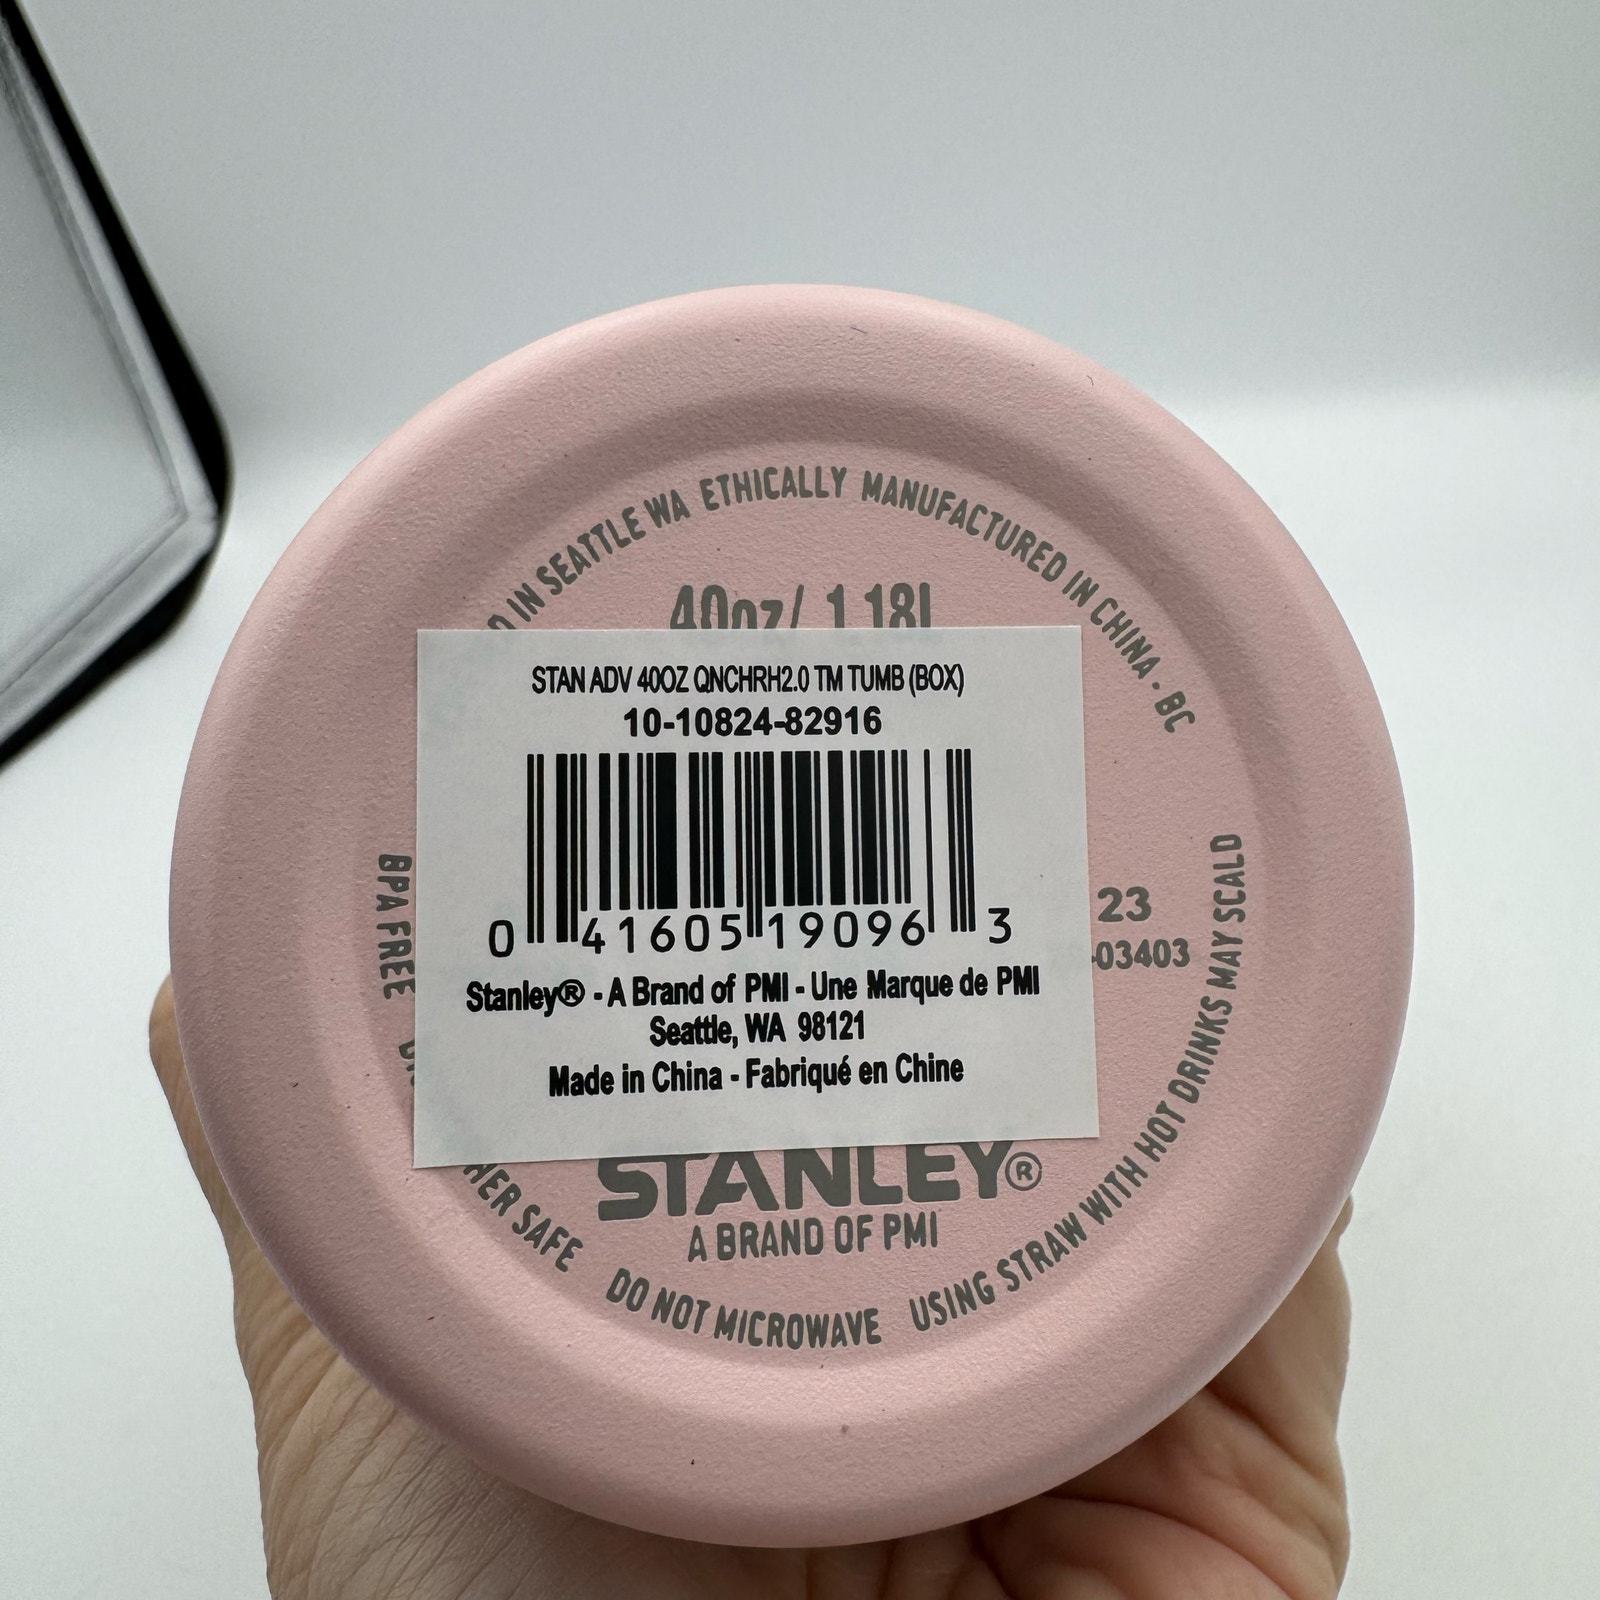 IN SEATTLE WA ETHICALLY MANUFACTURED IN CHINA - BC
40oz/ 1.18L
STAN ADV 40OZ QNCHRH2.0 TM TUMB (BOX)
10-10824-82916
0 41605 19096 3
Stanley® - A Brand of PMI - Une Marque de PMI
Seattle, WA 98121
Made in China - Fabriqué en Chine
23
-03403
STANLEY®
A BRAND OF PMI
BPA FREE
SAFE
DO NOT MICROWAVE
USING STRAW WITH HOT DRINKS MAY SCALD